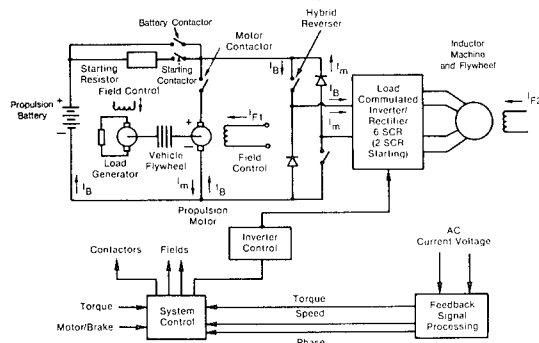 Battery Contactor
Motor
Contactor
Hybrid
Reverser
Inductor
Machine
and Flywheel
Starting
Resistor
Starting
Contactor
Field Control
Propulsion
Battery
+
−
I_B
I_m
I_B
I_m
Load
Commutated
Inverter/
Rectifier
6 SCR
(2 SCR
Starting)
I_F2
+
−
I_F1
Field
Control
Load
Generator
Vehicle
Flywheel
I_B
I_m
I_B
Propulsion
Motor
Inverter
Control
Contactors
Fields
AC
Current Voltage
Torque
Motor/Brake
System
Control
Torque
Speed
Phase
Feedback
Signal
Processing